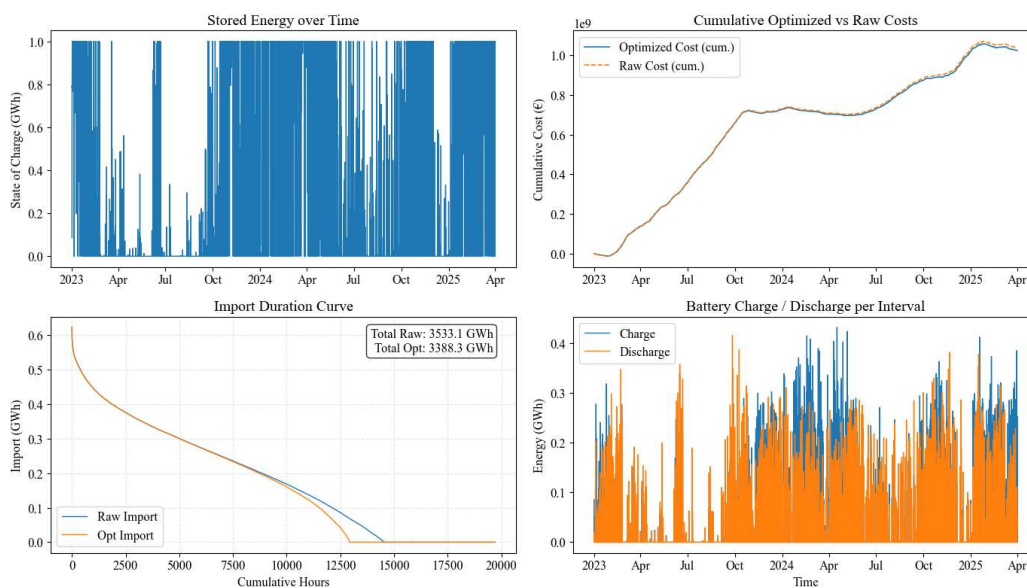 Stored Energy over Time
State of Charge (GWh)
1.0
0.8
0.6
0.4
0.2
0.0
2023 Apr Jul Oct 2024 Apr Jul Oct 2025 Apr
Cumulative Optimized vs Raw Costs
1e9
Cumulative Cost (€)
1.0
0.8
0.6
0.4
0.2
0.0
Optimized Cost (cum.)
Raw Cost (cum.)
2023 Apr Jul Oct 2024 Apr Jul Oct 2025 Apr
Import Duration Curve
Import (GWh)
0.6
0.5
0.4
0.3
0.2
0.1
0.0
Total Raw: 3533.1 GWh
Total Opt: 3388.3 GWh
Raw Import
Opt Import
0 2500 5000 7500 10000 12500 15000 17500 20000
Cumulative Hours
Battery Charge / Discharge per Interval
Energy (GWh)
0.4
0.3
0.2
0.1
0.0
Charge
Discharge
2023 Apr Jul Oct 2024 Apr Jul Oct 2025 Apr
Time